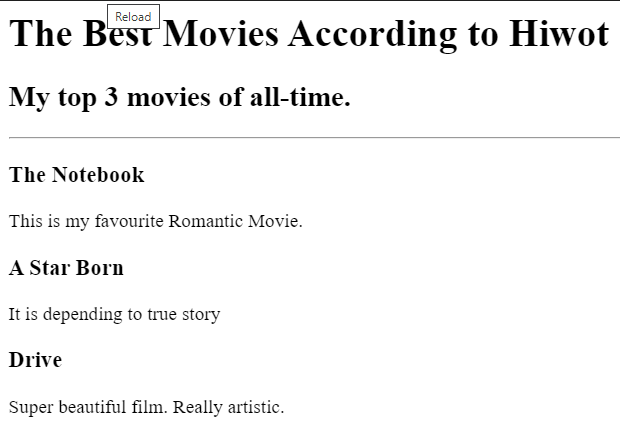 Reload
The Best Movies According to Hiwot
My top 3 movies of all-time.
The Notebook
This is my favourite Romantic Movie.
A Star Born
It is depending to true story
Drive
Super beautiful film. Really artistic.